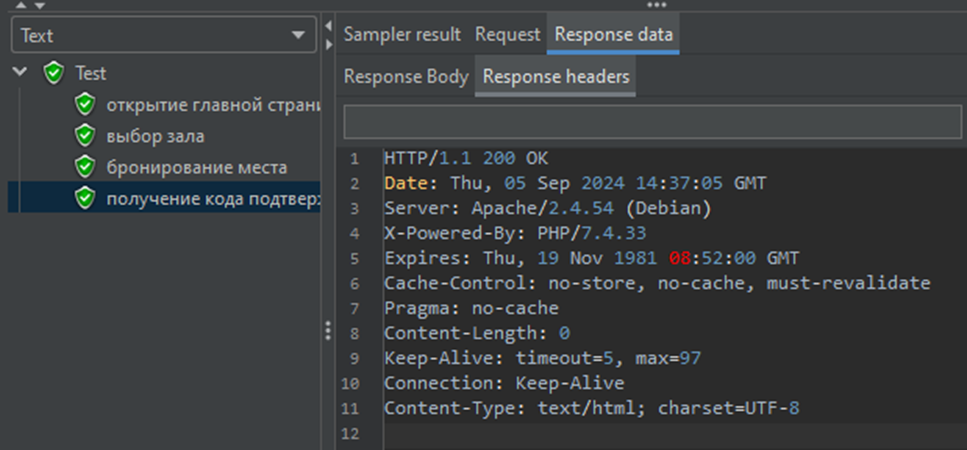 Text
Test
открытие главной страни
выбор зала
бронирование места
получение кода подтвер
Sampler result Request Response data
Response Body Response headers
1 HTTP/1.1 200 OK
2 Date: Thu, 05 Sep 2024 14:37:05 GMT
3 Server: Apache/2.4.54 (Debian)
4 X-Powered-By: PHP/7.4.33
5 Expires: Thu, 19 Nov 1981 08:52:00 GMT
6 Cache-Control: no-store, no-cache, must-revalidate
7 Pragma: no-cache
8 Content-Length: 0
9 Keep-Alive: timeout=5, max=97
10 Connection: Keep-Alive
11 Content-Type: text/html; charset=UTF-8
12